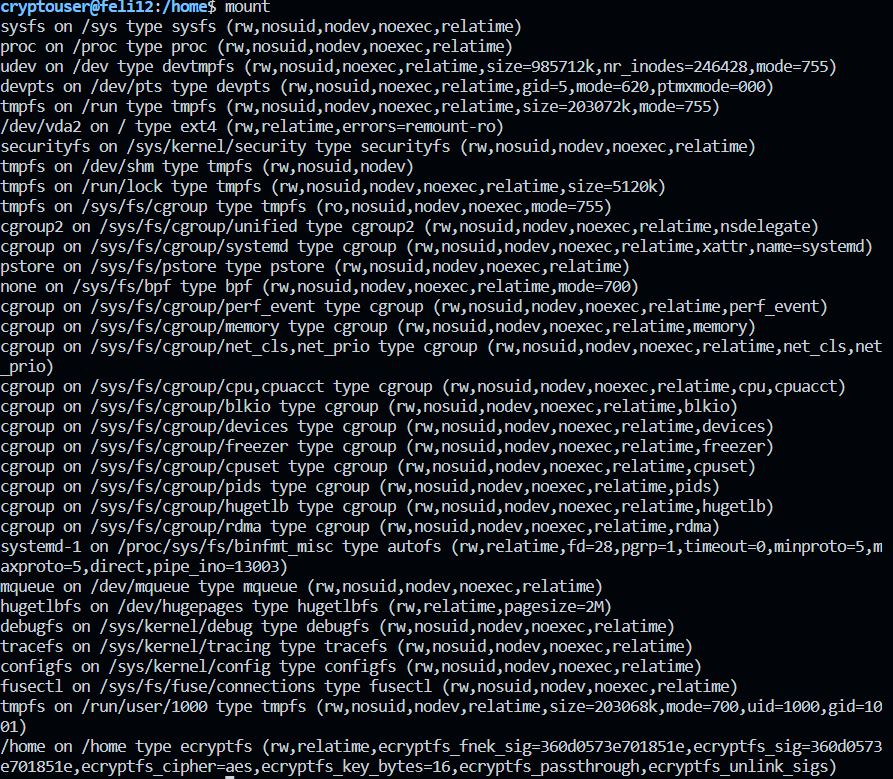 cryptouser@feli12:/home$ mount
sysfs on /sys type sysfs (rw,nosuid,nodev,noexec,relatime)
proc on /proc type proc (rw,nosuid,nodev,noexec,relatime)
udev on /dev type devtmpfs (rw,nosuid,noexec,relatime,size=985712k,nr_inodes=246428,mode=755)
devpts on /dev/pts type devpts (rw,nosuid,noexec,relatime,gid=5,mode=620,ptmxmode=000)
tmpfs on /run type tmpfs (rw,nosuid,nodev,noexec,relatime,size=203072k,mode=755)
/dev/vda2 on / type ext4 (rw,relatime,errors=remount-ro)
securityfs on /sys/kernel/security type securityfs (rw,nosuid,nodev,noexec,relatime)
tmpfs on /dev/shm type tmpfs (rw,nosuid,nodev)
tmpfs on /run/lock type tmpfs (rw,nosuid,nodev,noexec,relatime,size=5120k)
tmpfs on /sys/fs/cgroup type tmpfs (ro,nosuid,nodev,noexec,mode=755)
cgroup2 on /sys/fs/cgroup/unified type cgroup2 (rw,nosuid,nodev,noexec,relatime,nsdelegate)
cgroup on /sys/fs/cgroup/systemd type cgroup (rw,nosuid,nodev,noexec,relatime,xattr,name=systemd)
pstore on /sys/fs/pstore type pstore (rw,nosuid,nodev,noexec,relatime)
none on /sys/fs/bpf type bpf (rw,nosuid,nodev,noexec,relatime,mode=700)
cgroup on /sys/fs/cgroup/perf_event type cgroup (rw,nosuid,nodev,noexec,relatime,perf_event)
cgroup on /sys/fs/cgroup/memory type cgroup (rw,nosuid,nodev,noexec,relatime,memory)
cgroup on /sys/fs/cgroup/net_cls,net_prio type cgroup (rw,nosuid,nodev,noexec,relatime,net_cls,net
_prio)
cgroup on /sys/fs/cgroup/cpu,cpuacct type cgroup (rw,nosuid,nodev,noexec,relatime,cpu,cpuacct)
cgroup on /sys/fs/cgroup/blkio type cgroup (rw,nosuid,nodev,noexec,relatime,blkio)
cgroup on /sys/fs/cgroup/devices type cgroup (rw,nosuid,nodev,noexec,relatime,devices)
cgroup on /sys/fs/cgroup/freezer type cgroup (rw,nosuid,nodev,noexec,relatime,freezer)
cgroup on /sys/fs/cgroup/cpuset type cgroup (rw,nosuid,nodev,noexec,relatime,cpuset)
cgroup on /sys/fs/cgroup/pids type cgroup (rw,nosuid,nodev,noexec,relatime,pids)
cgroup on /sys/fs/cgroup/hugetlb type cgroup (rw,nosuid,nodev,noexec,relatime,hugetlb)
cgroup on /sys/fs/cgroup/rdma type cgroup (rw,nosuid,nodev,noexec,relatime,rdma)
systemd-1 on /proc/sys/fs/binfmt_misc type autofs (rw,relatime,fd=28,pgrp=1,timeout=0,minproto=5,m
axproto=5,direct,pipe_ino=13003)
mqueue on /dev/mqueue type mqueue (rw,nosuid,nodev,noexec,relatime)
hugetlbfs on /dev/hugepages type hugetlbfs (rw,relatime,pagesize=2M)
debugfs on /sys/kernel/debug type debugfs (rw,nosuid,nodev,noexec,relatime)
tracefs on /sys/kernel/tracing type tracefs (rw,nosuid,nodev,noexec,relatime)
configfs on /sys/kernel/config type configfs (rw,nosuid,nodev,noexec,relatime)
fusectl on /sys/fs/fuse/connections type fusectl (rw,nosuid,nodev,noexec,relatime)
tmpfs on /run/user/1000 type tmpfs (rw,nosuid,nodev,relatime,size=203068k,mode=700,uid=1000,gid=10
01)
/home on /home type ecryptfs (rw,relatime,ecryptfs_fnek_sig=360d0573e701851e,ecryptfs_sig=360d0573
e701851e,ecryptfs_cipher=aes,ecryptfs_key_bytes=16,ecryptfs_passthrough,ecryptfs_unlink_sigs)